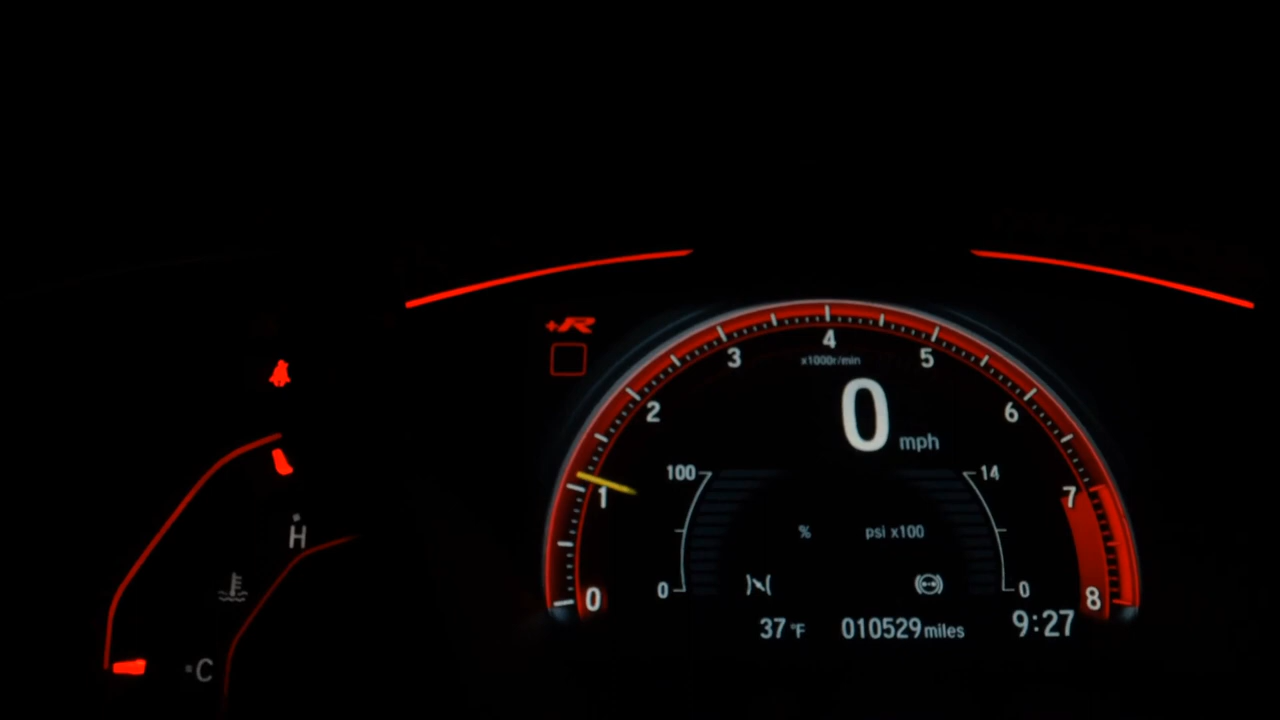 +R
4
x1000r/min
3 5
2 6
0 mph
100 14
1 7
H
% psi x100
0 0
0 8
37 °F 010529 miles 9:27
C